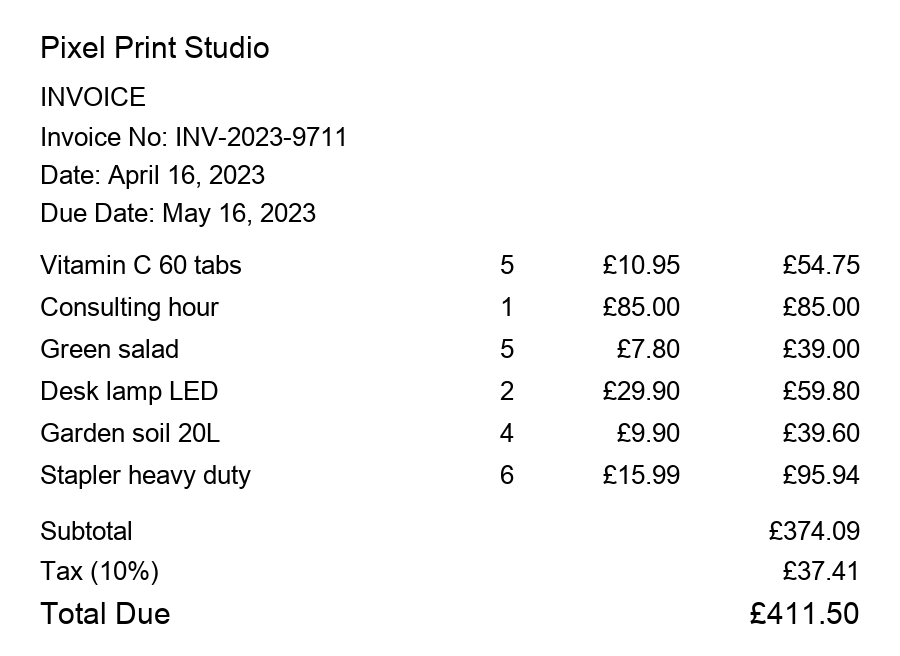 Pixel Print Studio
INVOICE
Invoice No: INV-2023-9711
Date: April 16, 2023
Due Date: May 16, 2023
Vitamin C 60 tabs 5 £10.95 £54.75
Consulting hour 1 £85.00 £85.00
Green salad 5 £7.80 £39.00
Desk lamp LED 2 £29.90 £59.80
Garden soil 20L 4 £9.90 £39.60
Stapler heavy duty 6 £15.99 £95.94
Subtotal £374.09
Tax (10%) £37.41
Total Due £411.50